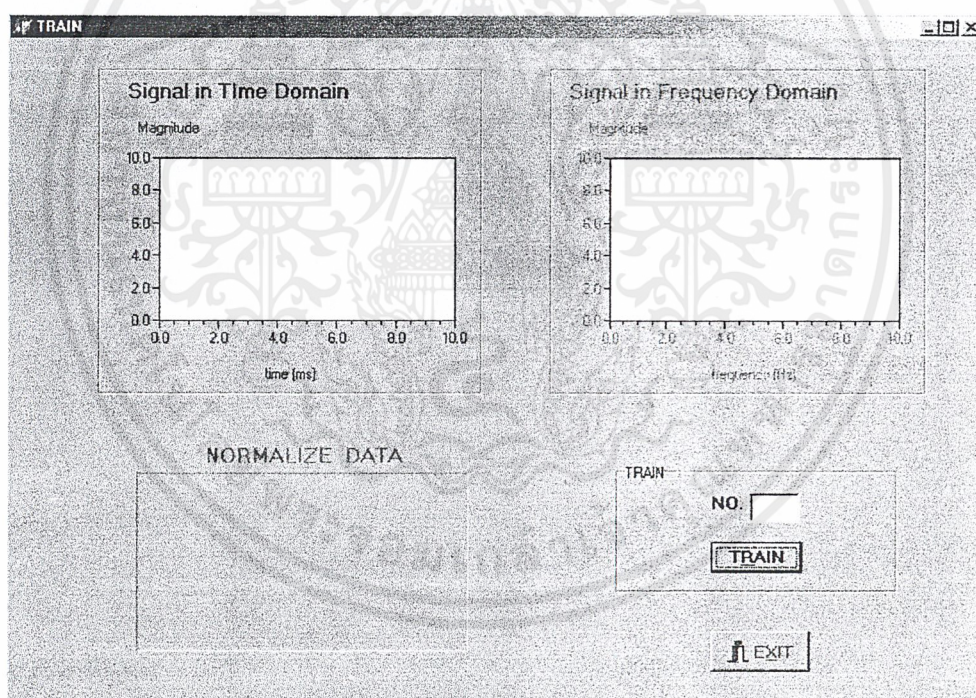 TRAIN
Signal in Time Domain
Magnitude
10.0
8.0
6.0
4.0
2.0
0.0
0.0 2.0 4.0 6.0 8.0 10.0
time (ms)
Signal in Frequency Domain
Magnitude
10.0
8.0
6.0
4.0
2.0
0.0
0.0 2.0 4.0 6.0 8.0 10.0
frequency (Hz)
NORMALIZE DATA
TRAIN
NO.
TRAIN
EXIT